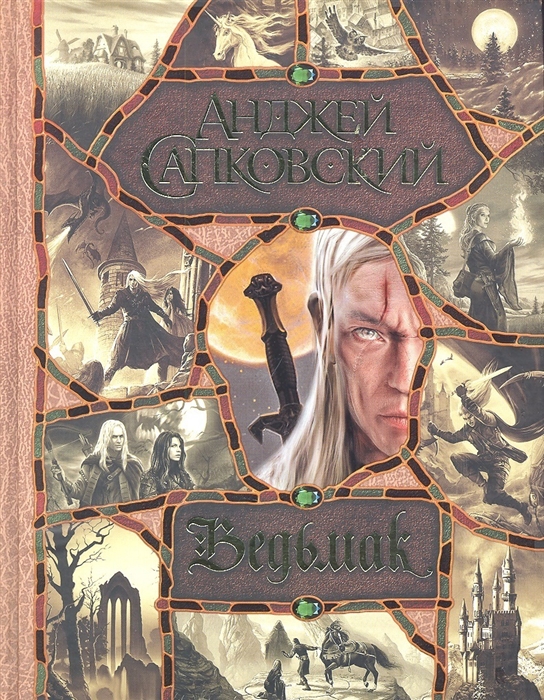 Анджей
Сапковский
Ведьмак